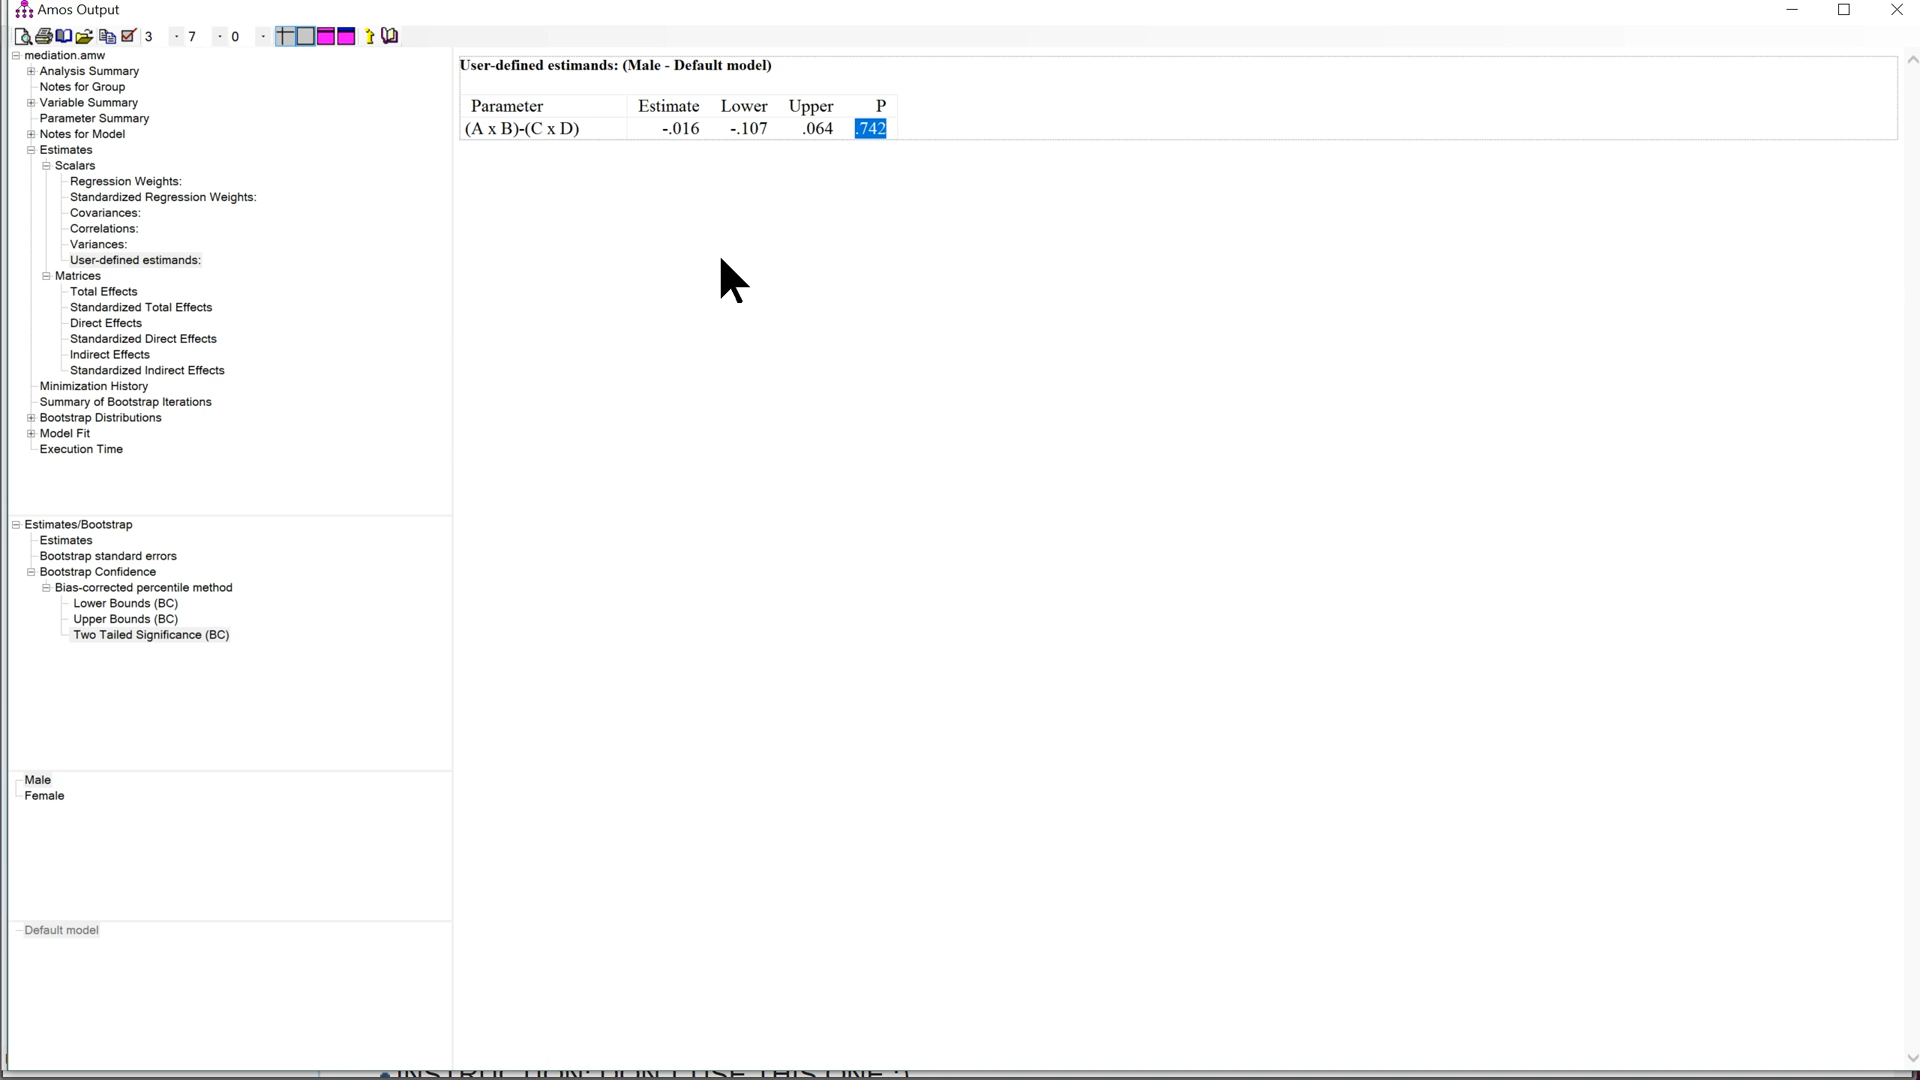 Amos Output
3 7 0
mediation.amw
Analysis Summary
Notes for Group
Variable Summary
Parameter Summary
Notes for Model
Estimates
Scalars
Regression Weights:
Standardized Regression Weights:
Covariances:
Correlations:
Variances:
User-defined estimands:
Matrices
Total Effects
Standardized Total Effects
Direct Effects
Standardized Direct Effects
Indirect Effects
Standardized Indirect Effects
Minimization History
Summary of Bootstrap Iterations
Bootstrap Distributions
Model Fit
Execution Time
Estimates/Bootstrap
Estimates
Bootstrap standard errors
Bootstrap Confidence
Bias-corrected percentile method
Lower Bounds (BC)
Upper Bounds (BC)
Two Tailed Significance (BC)
Male
Female
Default model
User-defined estimands: (Male - Default model)
Parameter Estimate Lower Upper P
(A x B)-(C x D) -.016 -.107 .064 .742
INSTRUCTION: DON'T USE THIS ONE :)